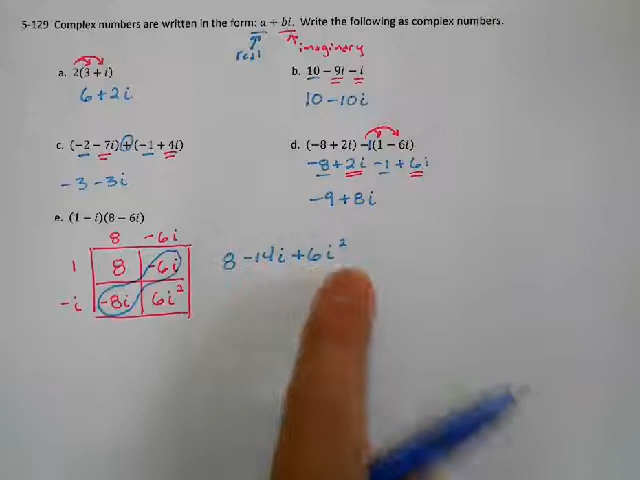 5-129 Complex numbers are written in the form: a + bi. Write the following as complex numbers.
real
imaginary
a. 2(3 + i)
6 + 2i
b. 10 − 9i − i
10 − 10i
c. (−2 − 7i) + (−1 + 4i)
−3 − 3i
d. (−8 + 2i) −1(1 − 6i)
−8 + 2i −1 + 6i
−9 + 8i
e. (1 − i)(8 − 6i)
8 −6i
1 8 −6i
−i −8i 6i²
8 − 14i + 6i²